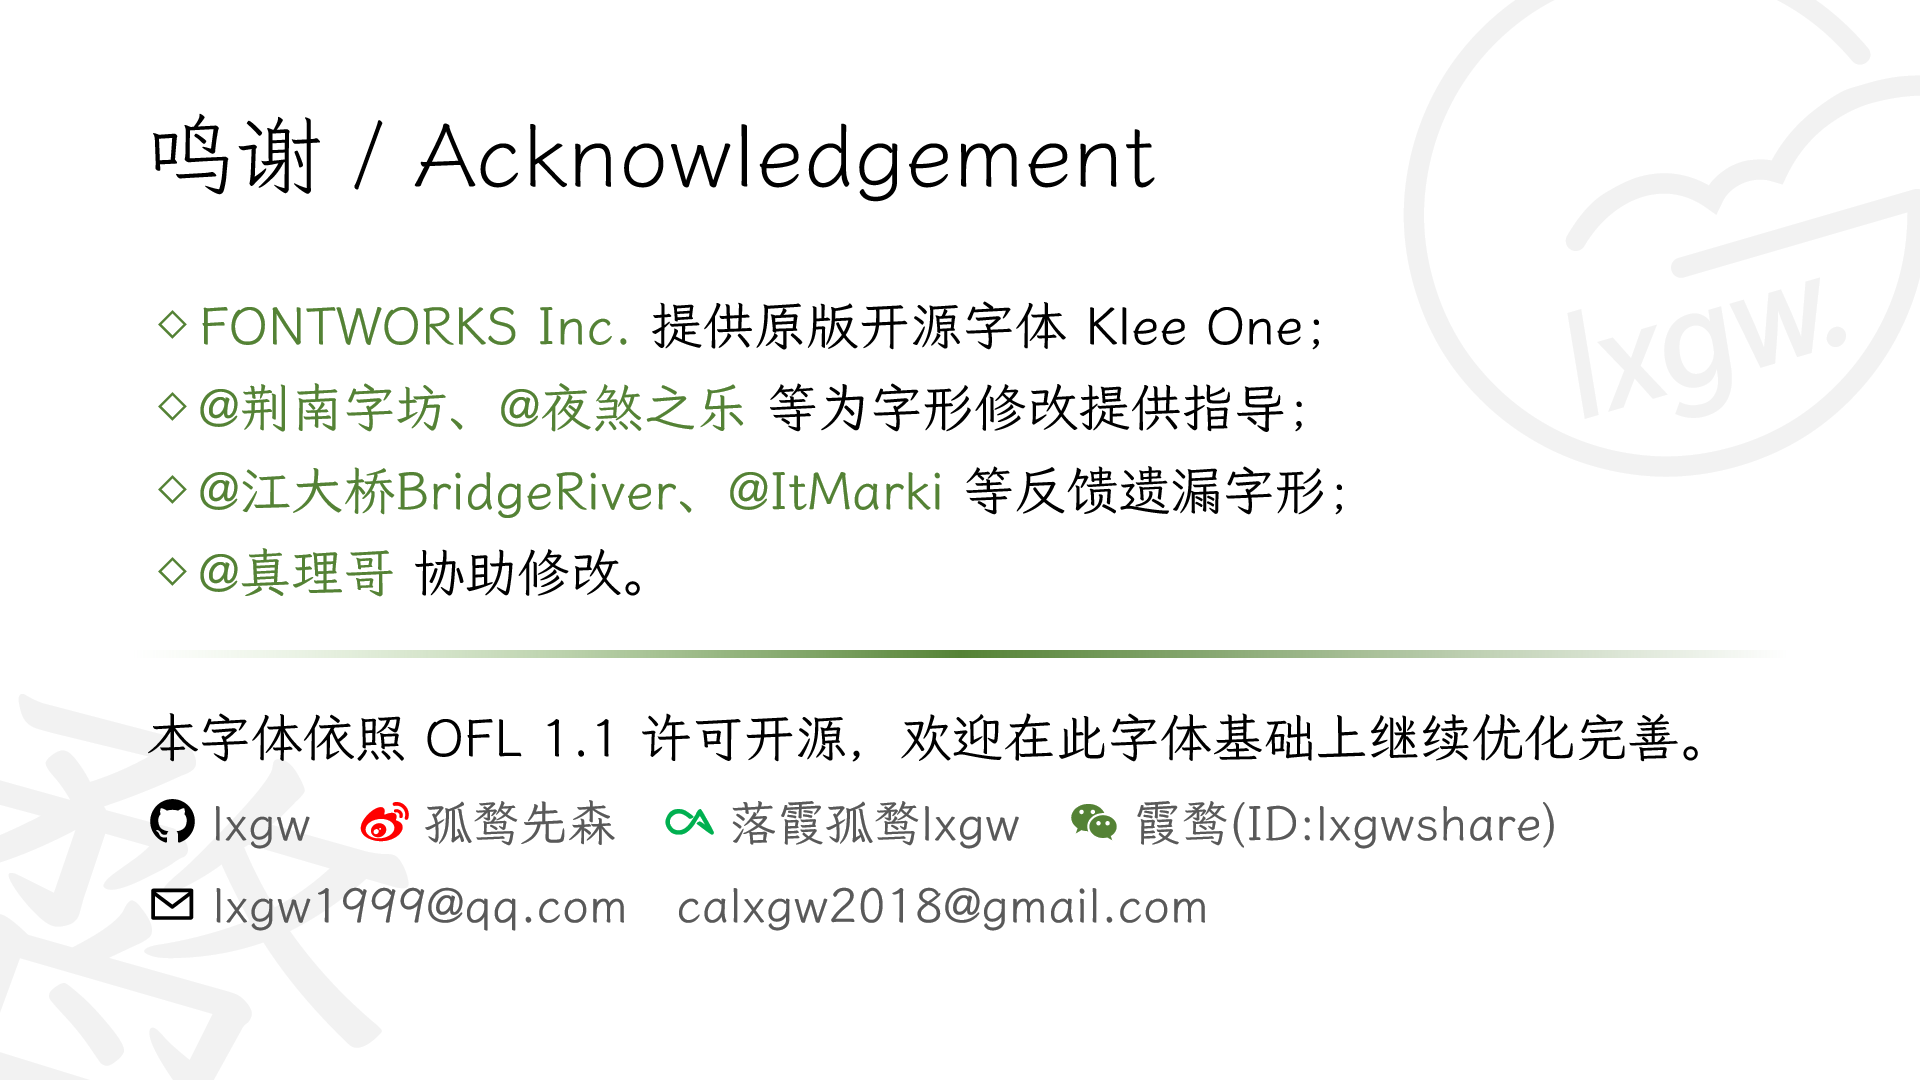 鸣谢 / Acknowledgement
lxgw.
◇FONTWORKS Inc. 提供原版开源字体 Klee One；
◇@荆南字坊、@夜煞之乐 等为字形修改提供指导；
◇@江大桥BridgeRiver、@ItMarki 等反馈遗漏字形；
◇@真理哥 协助修改。
本字体依照 OFL 1.1 许可开源，欢迎在此字体基础上继续优化完善。
lxgw 孤鹜先森 落霞孤鹜lxgw 霞鹜(ID:lxgwshare)
lxgw1999@qq.com calxgw2018@gmail.com